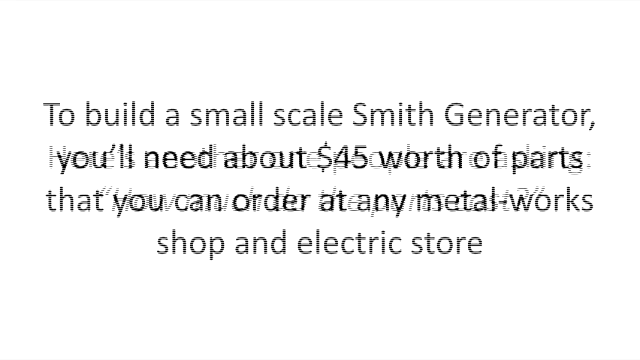 To build a small scale Smith Generator,
you'll need about $45 worth of parts
that you can order at any metal-works
shop and electric store